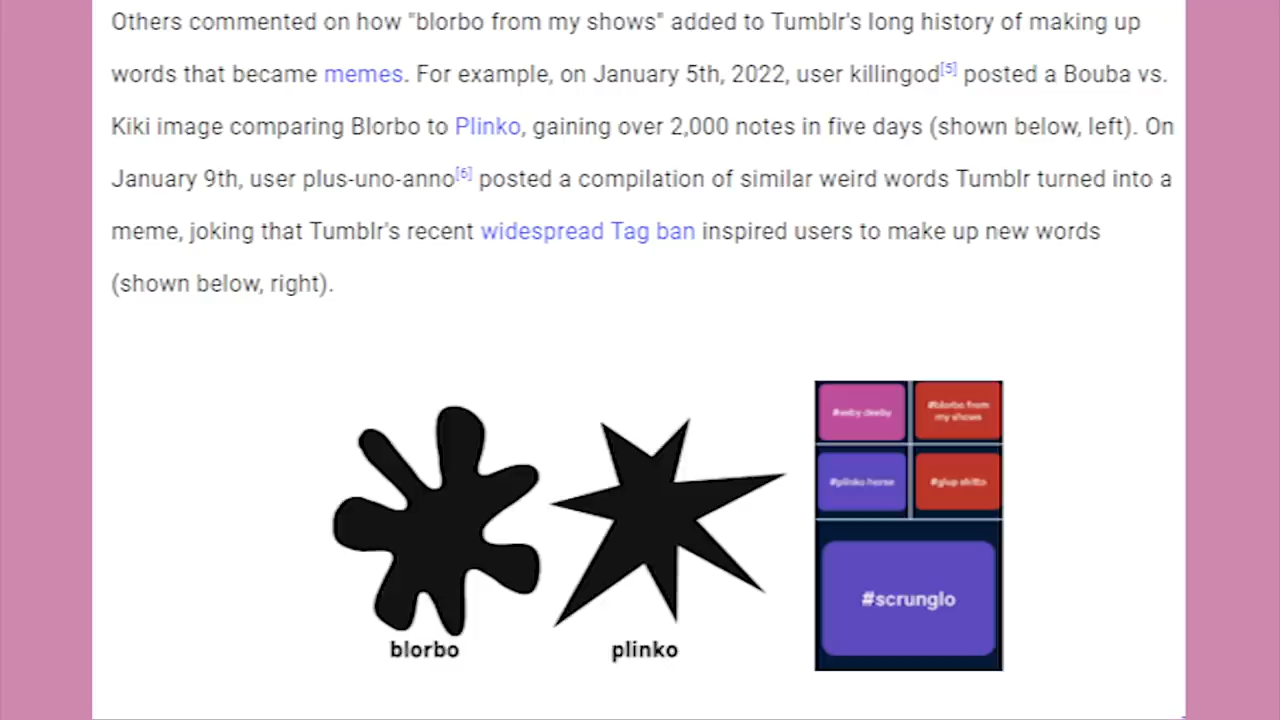 Others commented on how "blorbo from my shows" added to Tumblr's long history of making up
words that became memes. For example, on January 5th, 2022, user killingod[5] posted a Bouba vs.
Kiki image comparing Blorbo to Plinko, gaining over 2,000 notes in five days (shown below, left). On
January 9th, user plus-uno-anno[6] posted a compilation of similar weird words Tumblr turned into a
meme, joking that Tumblr's recent widespread Tag ban inspired users to make up new words
(shown below, right).
#blorbo from
my shows
#plinko horse
#glup shitto
#scrunglo
blorbo
plinko